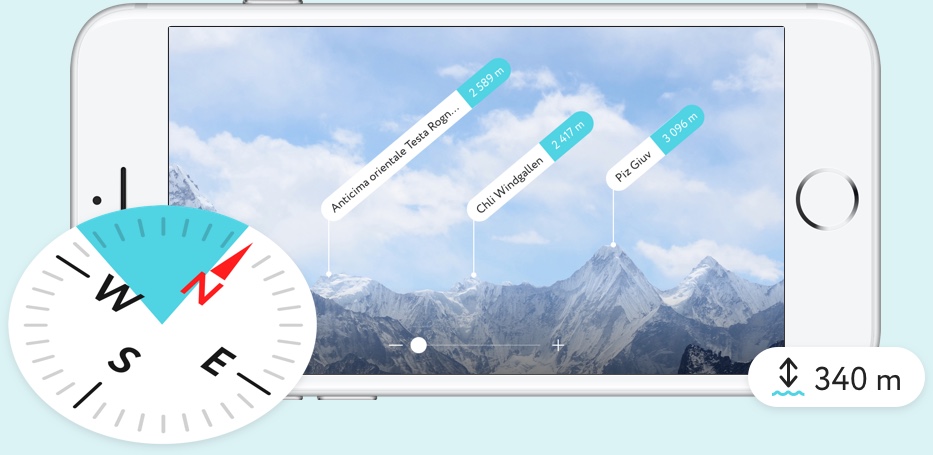 Anticima orientale Testa Rogn... 2 589 m
Chli Windgallen 2 417 m
Piz Giuv 3 096 m
N
W
S
E
340 m